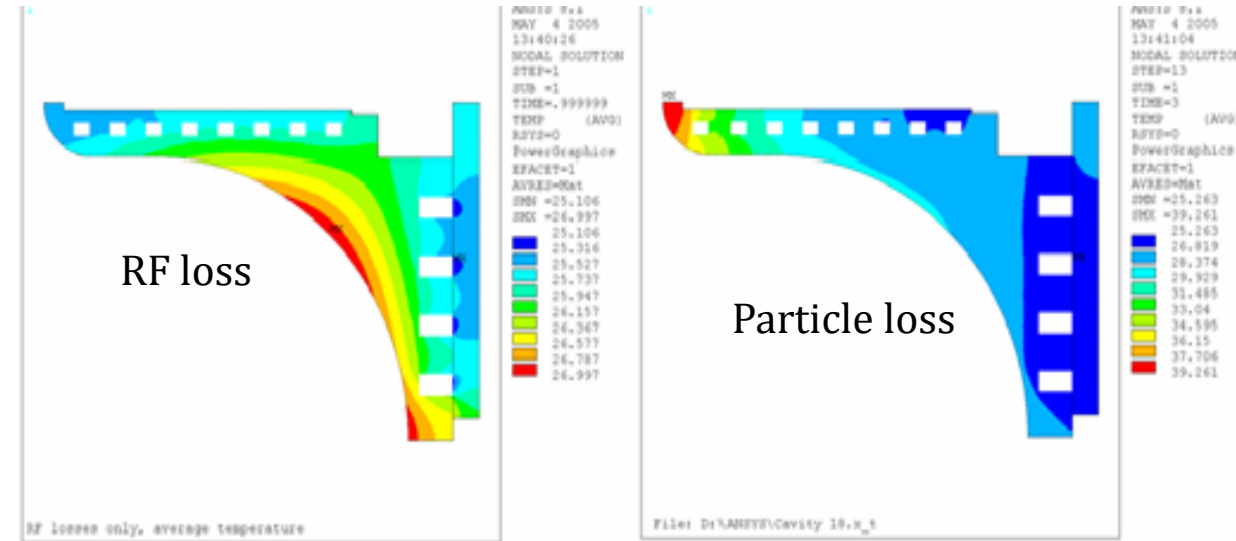 MAY 4 2005
13:40:26
NODAL SOLUTION
STEP=1
SUB =1
TIME=.999999
TEMP (AVG)
RSYS=0
PowerGraphics
EFACET=1
AVRES=Mat
SMN =25.106
SMX =26.997
25.106
25.316
25.527
25.737
25.947
26.157
26.367
26.577
26.787
26.997
MX
RF loss
RF losses only, average temperature
MAY 4 2005
13:41:04
NODAL SOLUTION
STEP=13
SUB =1
TIME=3
TEMP (AVG)
RSYS=0
PowerGraphics
EFACET=1
AVRES=Mat
SMN =25.263
SMX =39.261
25.263
26.819
28.374
29.929
31.485
33.04
34.595
36.15
37.706
39.261
MX
Particle loss
File: D:\ANSYS\Cavity 18.x_t